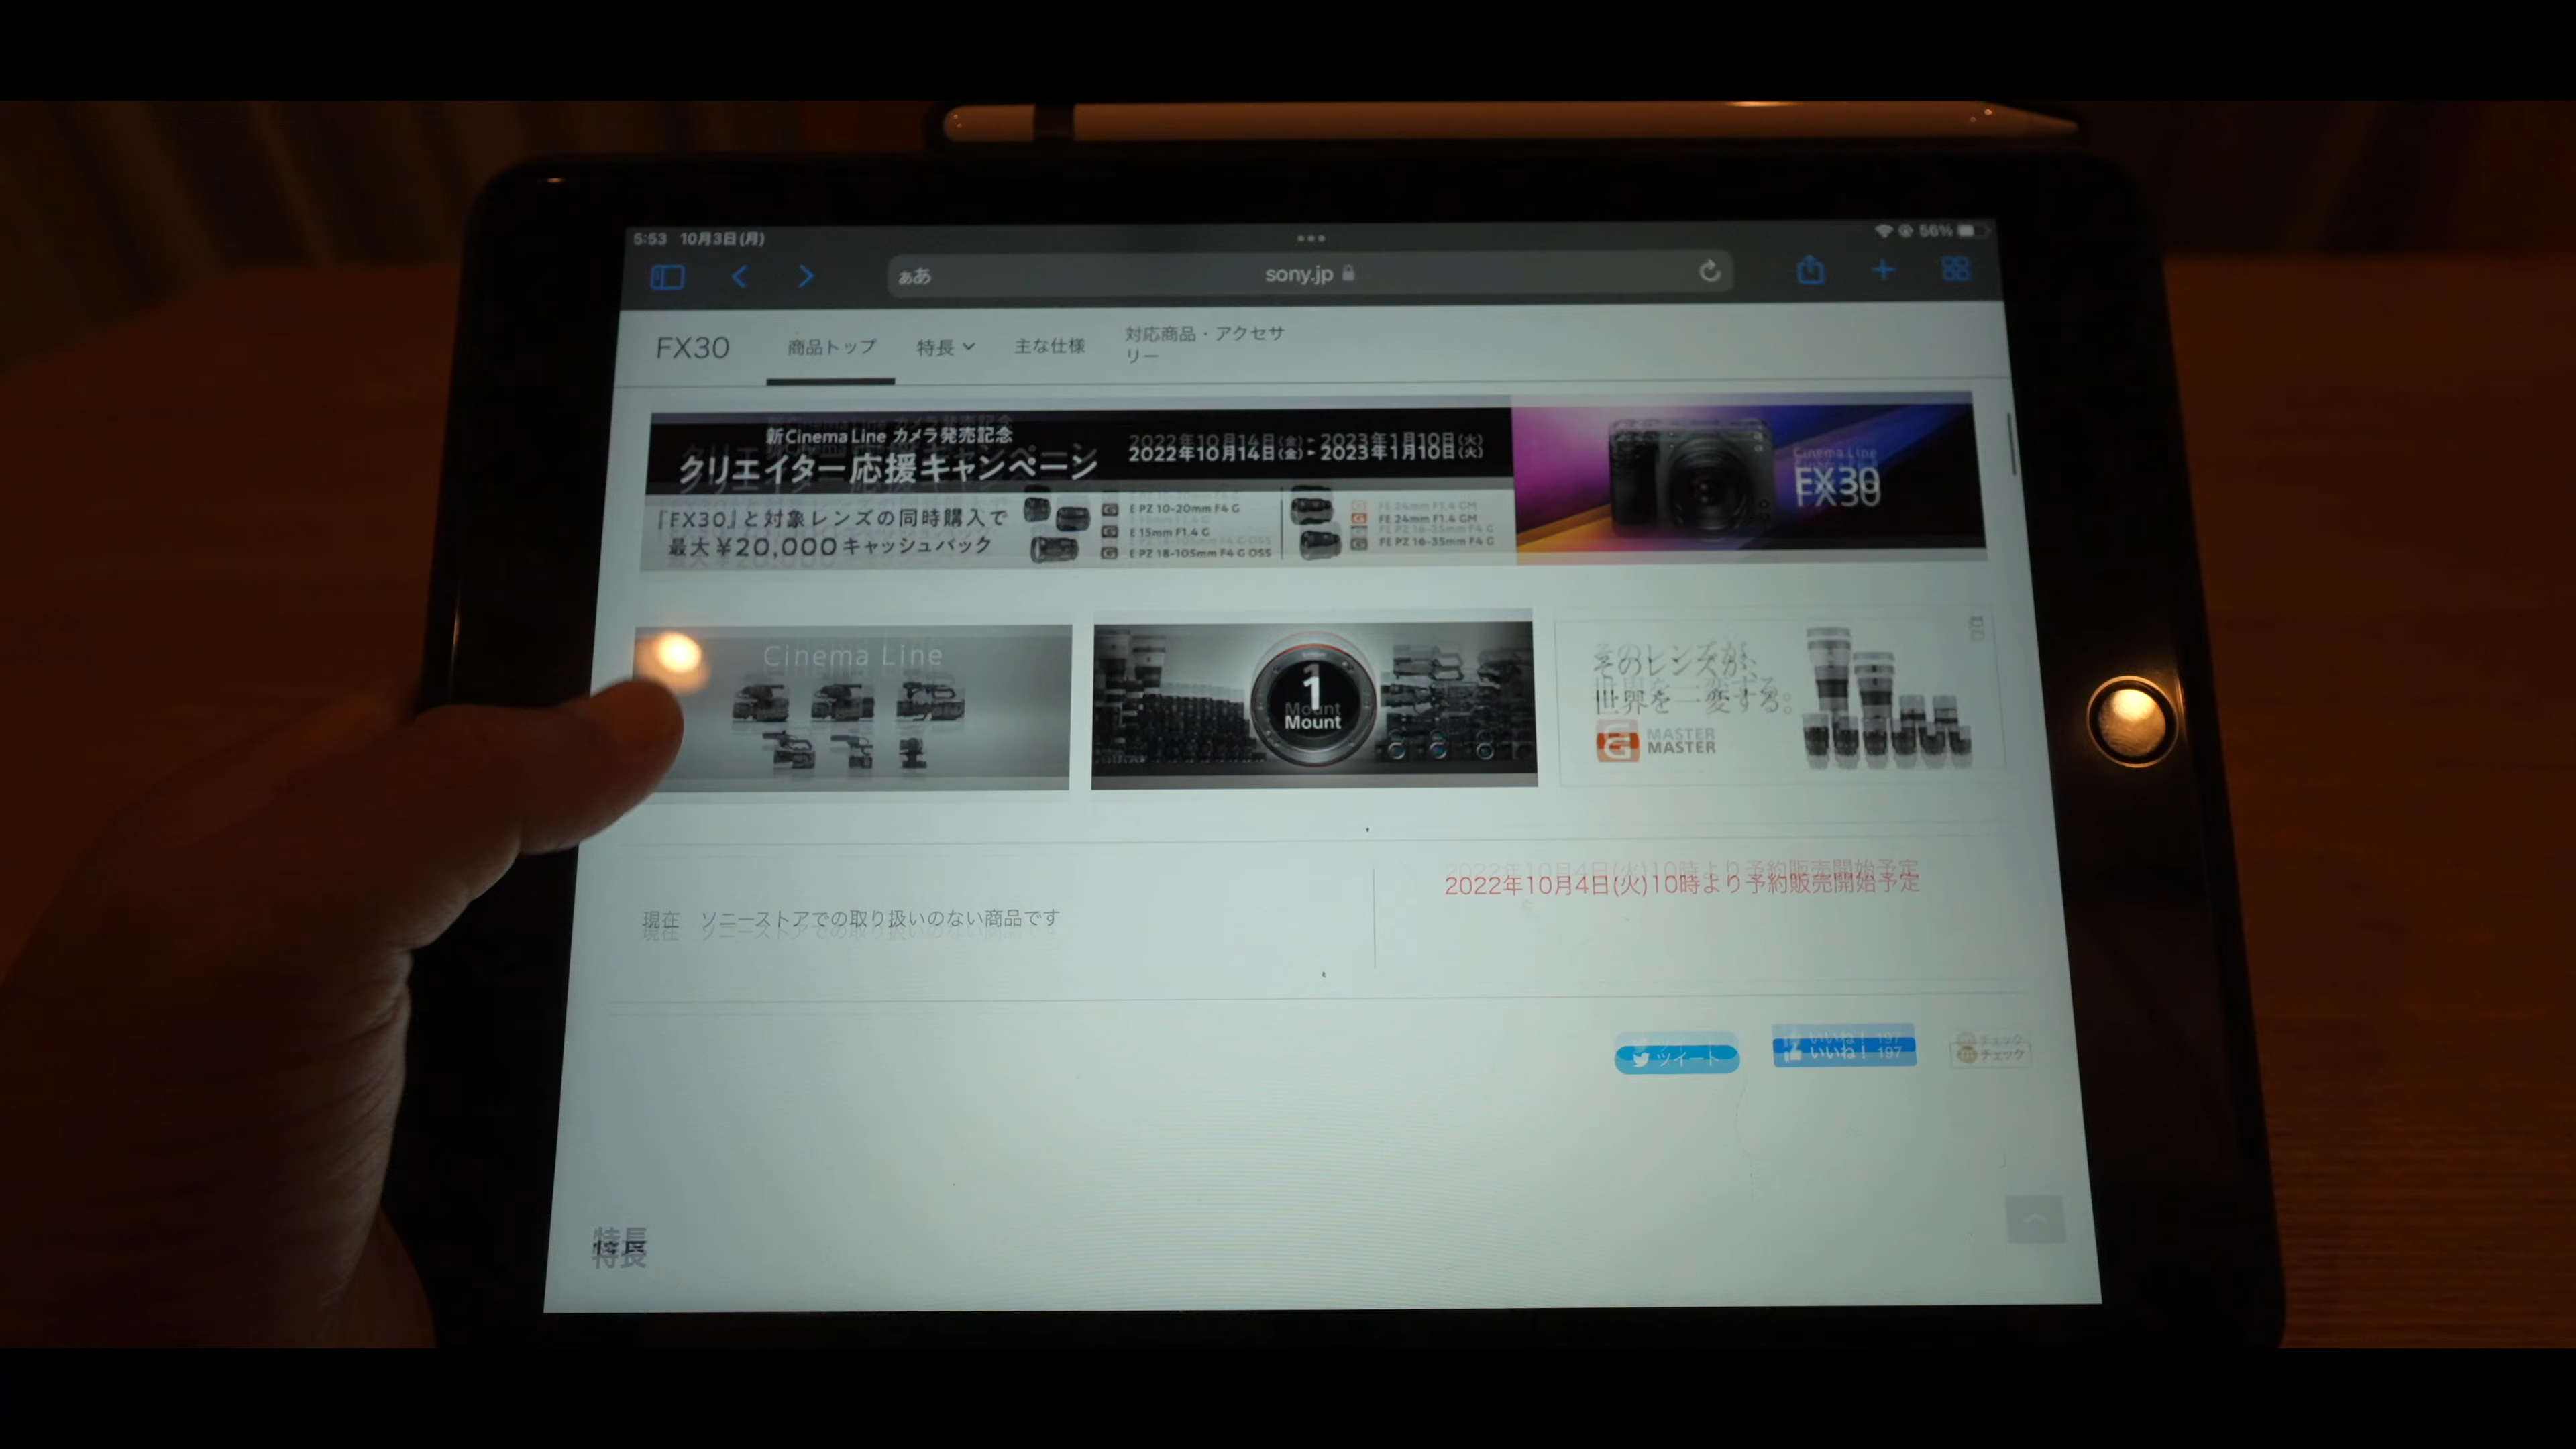 5:53 10月3日(月)
56%
ぁあ
sony.jp
FX30
商品トップ
特長
主な仕様
対応商品・アクセサ
リー
新Cinema Line カメラ発売記念
クリエイター応援キャンペーン
2022年10月14日(金)▸2023年1月10日(火)
『FX30』と対象レンズの同時購入で
最大¥20,000キャッシュバック
G E PZ 10-20mm F4 G
G E 15mm F1.4 G
G E PZ 18-105mm F4 G OSS
G FE 24mm F1.4 GM
G FE PZ 16-35mm F4 G
Cinema Line
FX30
Cinema Line
1
Mount
そのレンズが、
世界を一変する。
G MASTER
現在 ソニーストアでの取り扱いのない商品です
2022年10月4日(火)10時より予約販売開始予定
ツイート
いいね！ 197
チェック
特長